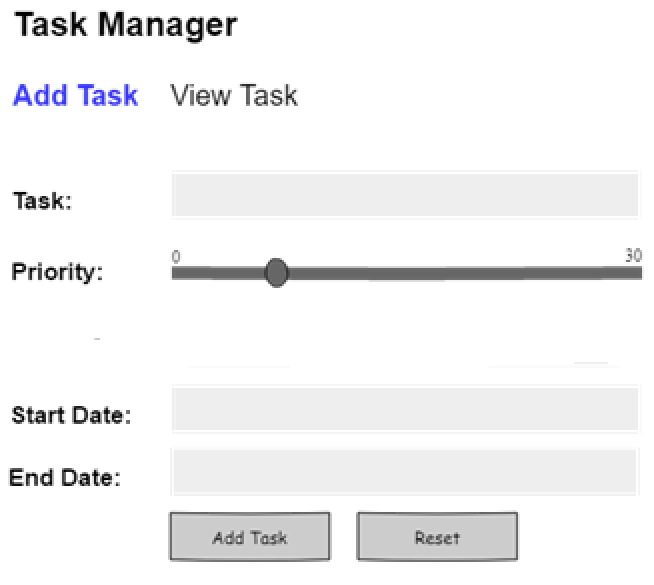 Task Manager
Add Task View Task
Task:
0 30
Priority:
Start Date:
End Date:
Add Task Reset